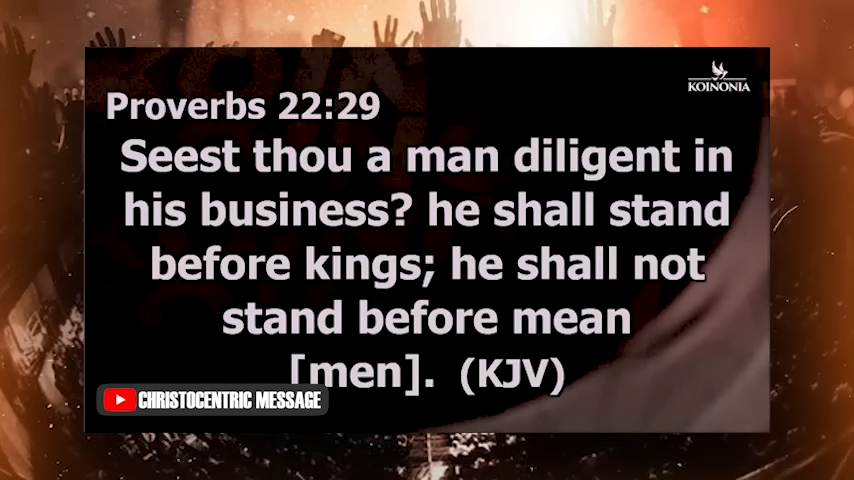 KOINONIA
Proverbs 22:29
Seest thou a man diligent in
his business? he shall stand
before kings; he shall not
stand before mean
[men]. (KJV)
CHRISTOCENTRIC MESSAGE